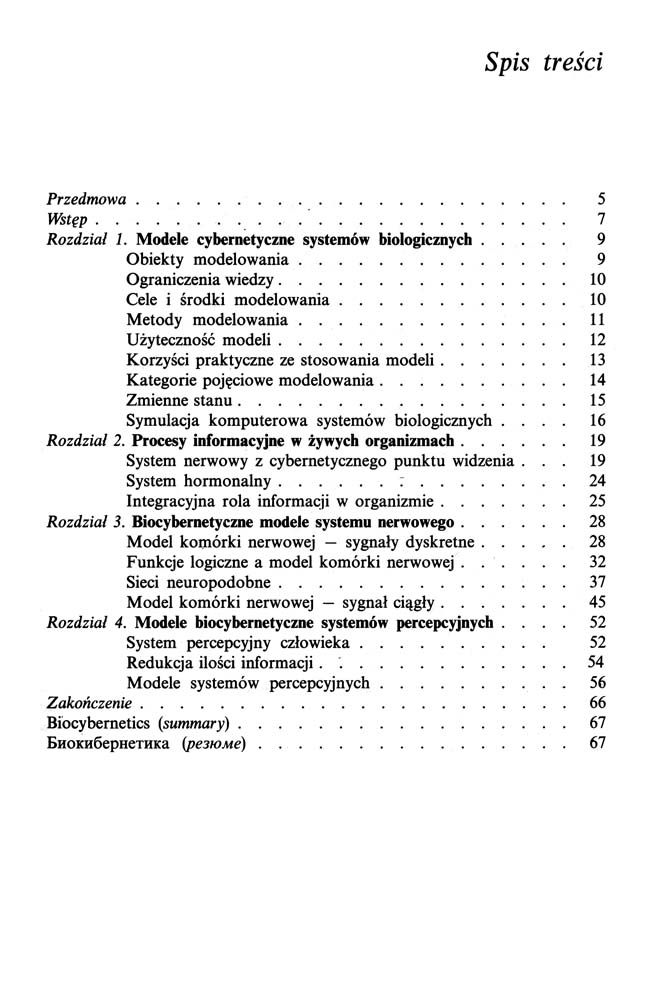 Spis treści
Przedmowa . . . . . . . . . . . . . . . . . . . . . . 5
Wstęp . . . . . . . . . . . . . . . . . . . . . . . . 7
Rozdział 1. Modele cybernetyczne systemów biologicznych . . . . . 9
Obiekty modelowania . . . . . . . . . . . . . . 9
Ograniczenia wiedzy . . . . . . . . . . . . . . . 10
Cele i środki modelowania . . . . . . . . . . . . 10
Metody modelowania . . . . . . . . . . . . . . 11
Użyteczność modeli . . . . . . . . . . . . . . . 12
Korzyści praktyczne ze stosowania modeli . . . . . . . 13
Kategorie pojęciowe modelowania . . . . . . . . . . 14
Zmienne stanu . . . . . . . . . . . . . . . . . 15
Symulacja komputerowa systemów biologicznych . . . . 16
Rozdział 2. Procesy informacyjne w żywych organizmach . . . . . . 19
System nerwowy z cybernetycznego punktu widzenia . . . 19
System hormonalny . . . . . . . . . . . . . . . 24
Integracyjna rola informacji w organizmie . . . . . . . 25
Rozdział 3. Biocybernetyczne modele systemu nerwowego . . . . . . 28
Model komórki nerwowej — sygnały dyskretne . . . . . 28
Funkcje logiczne a model komórki nerwowej . . . . . . 32
Sieci neuropodobne . . . . . . . . . . . . . . . 37
Model komórki nerwowej — sygnał ciągły . . . . . . . 45
Rozdział 4. Modele biocybernetyczne systemów percepcyjnych . . . . 52
System percepcyjny człowieka . . . . . . . . . . 52
Redukcja ilości informacji . . . . . . . . . . . . . 54
Modele systemów percepcyjnych . . . . . . . . . . 56
Zakończenie . . . . . . . . . . . . . . . . . . . . . . 66
Biocybernetics (summary) . . . . . . . . . . . . . . . . . 67
Биокибернетика (резюме) . . . . . . . . . . . . . . . . 67